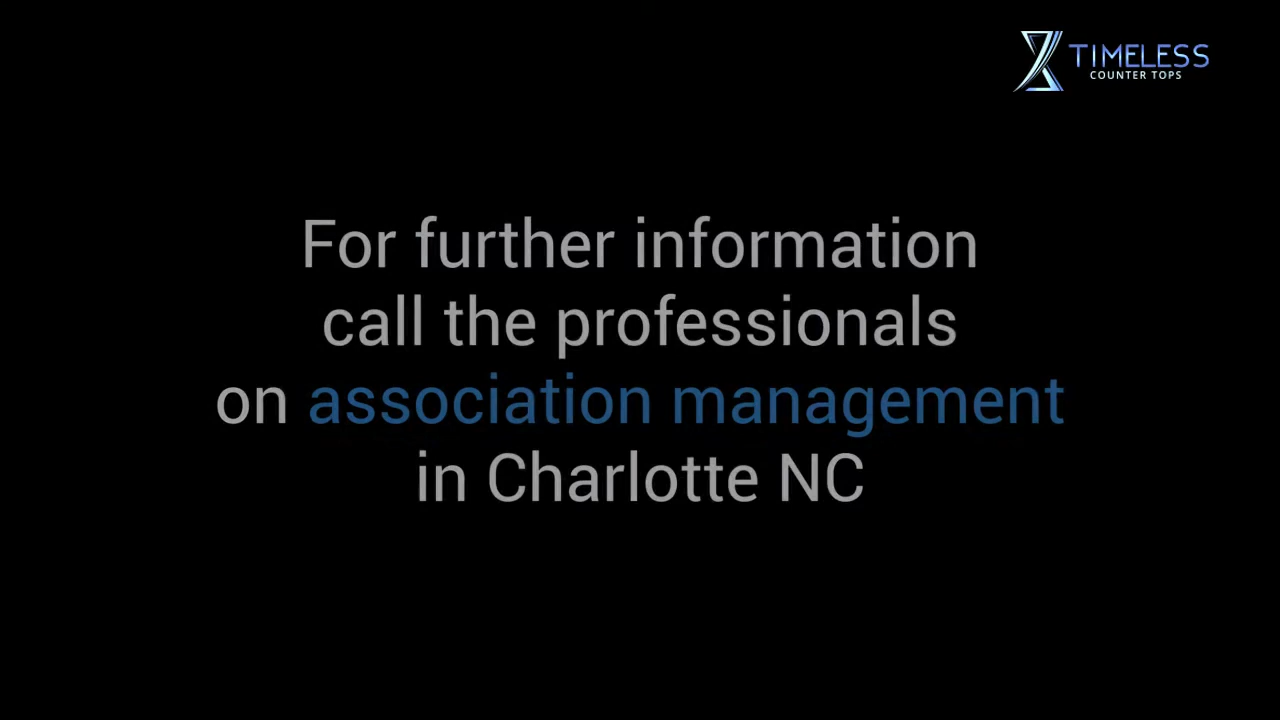 TIMELESS
COUNTER TOPS
For further information
call the professionals
on association management
in Charlotte NC